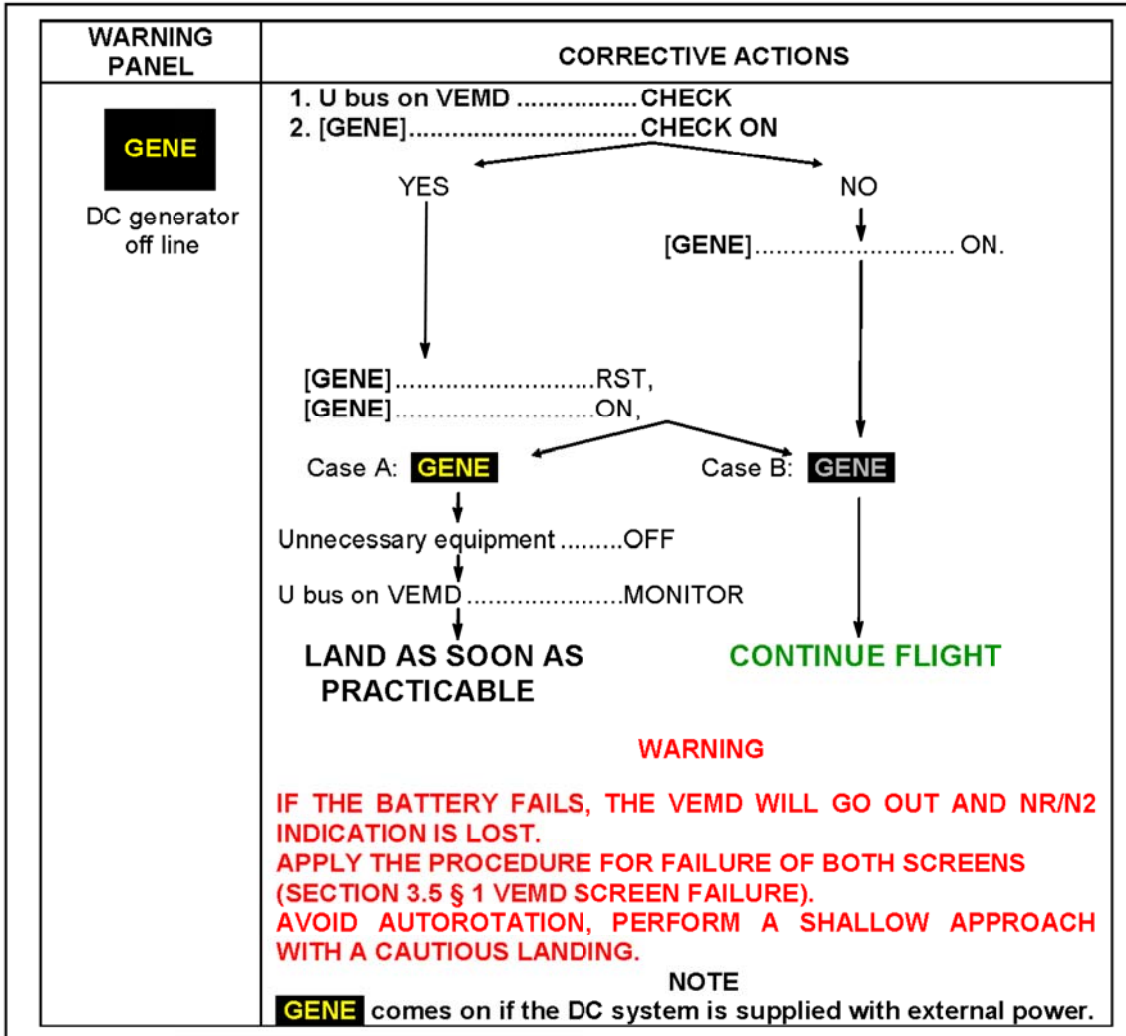 WARNING
PANEL
CORRECTIVE ACTIONS
GENE
DC generator
off line
1. U bus on VEMD .................CHECK
2. [GENE]................................CHECK ON
YES
NO
[GENE]............................ ON.
[GENE]............................RST,
[GENE]............................ON,
Case A: GENE
Case B: GENE
Unnecessary equipment .........OFF
U bus on VEMD ......................MONITOR
LAND AS SOON AS
PRACTICABLE
CONTINUE FLIGHT
WARNING
IF THE BATTERY FAILS, THE VEMD WILL GO OUT AND NR/N2
INDICATION IS LOST.
APPLY THE PROCEDURE FOR FAILURE OF BOTH SCREENS
(SECTION 3.5 § 1 VEMD SCREEN FAILURE).
AVOID AUTOROTATION, PERFORM A SHALLOW APPROACH
WITH A CAUTIOUS LANDING.
NOTE
GENE comes on if the DC system is supplied with external power.